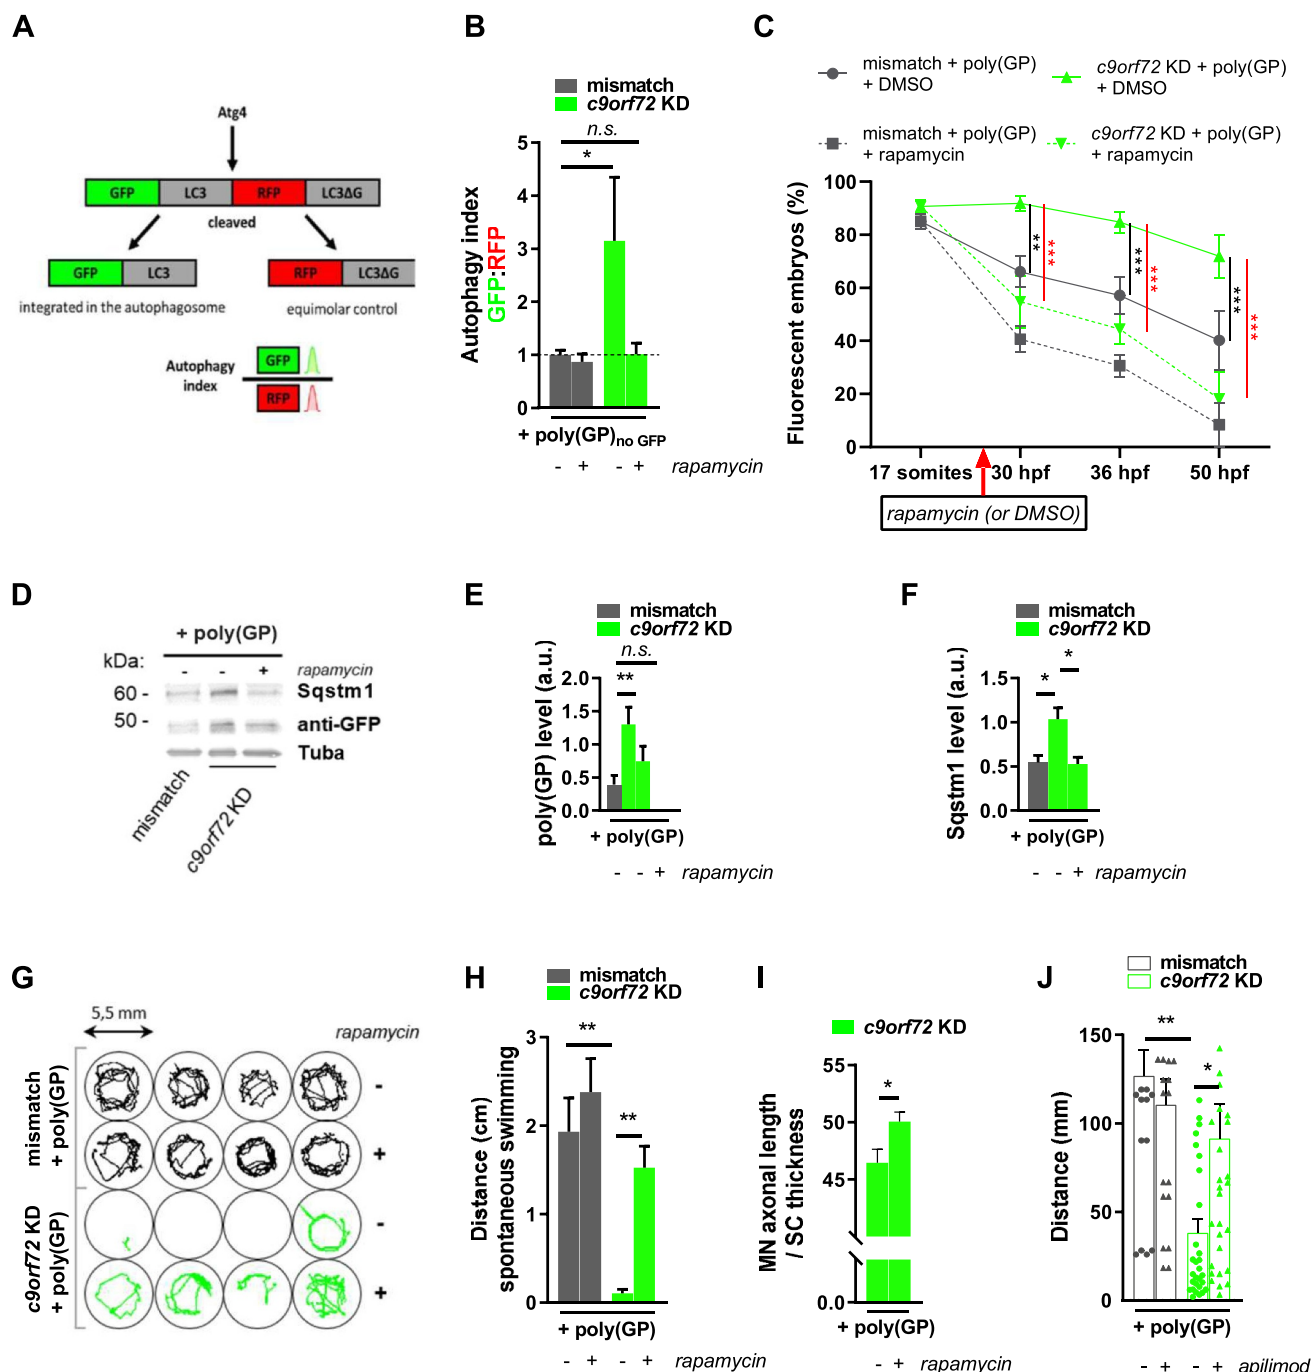 A
Atg4
GFP LC3 RFP LC3ΔG
cleaved
GFP LC3 RFP LC3ΔG
integrated in the autophagosome equimolar control
Autophagy index
GFP
RFP
B
mismatch
c9orf72 KD
n.s.
*
Autophagy index
GFP:RFP
5
4
3
2
1
0
+ poly(GP)no GFP
- + - + rapamycin
C
mismatch + poly(GP) + DMSO
c9orf72 KD + poly(GP) + DMSO
mismatch + poly(GP) + rapamycin
c9orf72 KD + poly(GP) + rapamycin
Fluorescent embryos (%)
100
80
60
40
20
0
** *** *** *** *** ***
17 somites 30 hpf 36 hpf 50 hpf
rapamycin (or DMSO)
D
+ poly(GP)
kDa: - - + rapamycin
60 - Sqstm1
50 - anti-GFP
Tuba
mismatch
c9orf72 KD
E
mismatch
c9orf72 KD
n.s.
**
poly(GP) level (a.u.)
2.0
1.5
1.0
0.5
0.0
+ poly(GP)
- - + rapamycin
F
mismatch
c9orf72 KD
*
*
Sqstm1 level (a.u.)
1.5
1.0
0.5
0.0
+ poly(GP)
- - + rapamycin
G
5,5 mm
rapamycin
mismatch + poly(GP)
-
+
c9orf72 KD + poly(GP)
-
+
H
mismatch
c9orf72 KD
**
**
Distance (cm)
spontaneous swimming
3
2
1
0
+ poly(GP)
- + - + rapamycin
I
c9orf72 KD
*
MN axonal length
/ SC thickness
55
50
45
0.0
+ poly(GP)
- + rapamycin
J
mismatch
c9orf72 KD
**
*
Distance (mm)
150
100
50
0
+ poly(GP)
- + - + apilimod